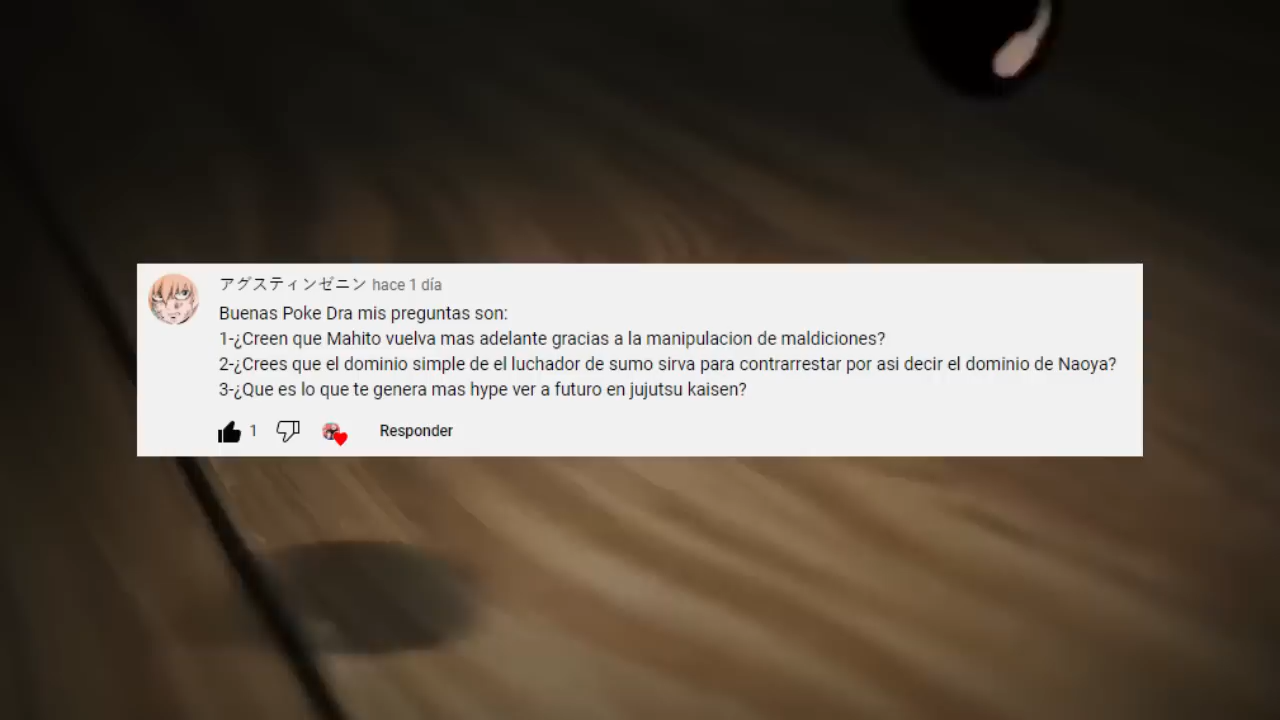 アグスティンゼニン hace 1 día
Buenas Poke Dra mis preguntas son:
1-¿Creen que Mahito vuelva mas adelante gracias a la manipulacion de maldiciones?
2-¿Crees que el dominio simple de el luchador de sumo sirva para contrarrestar por asi decir el dominio de Naoya?
3-¿Que es lo que te genera mas hype ver a futuro en jujutsu kaisen?
1 Responder